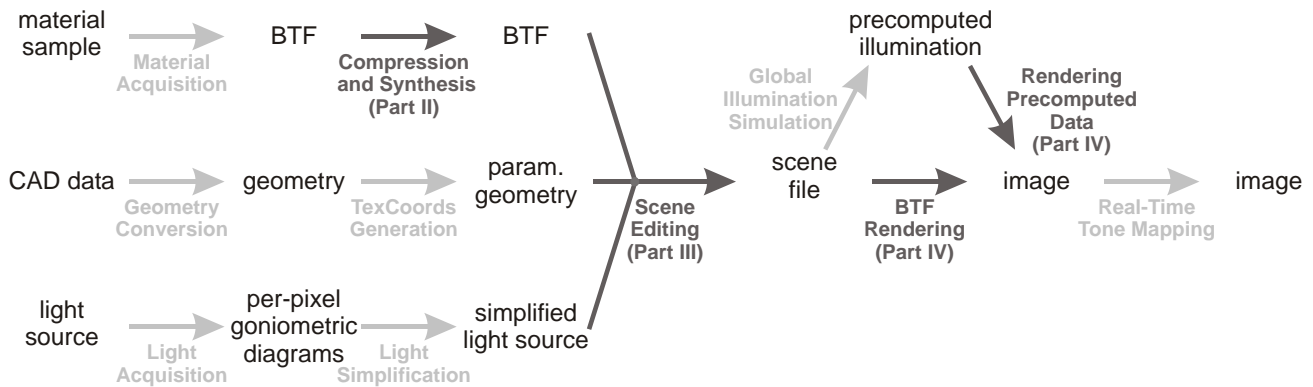 material
sample
Material
Acquisition
BTF
Compression
and Synthesis
(Part II)
BTF
CAD data
Geometry
Conversion
geometry
TexCoords
Generation
param.
geometry
light
source
Light
Acquisition
per-pixel
goniometric
diagrams
Light
Simplification
simplified
light source
Scene
Editing
(Part III)
scene
file
Global
Illumination
Simulation
precomputed
illumination
Rendering
Precomputed
Data
(Part IV)
BTF
Rendering
(Part IV)
image
Real-Time
Tone Mapping
image